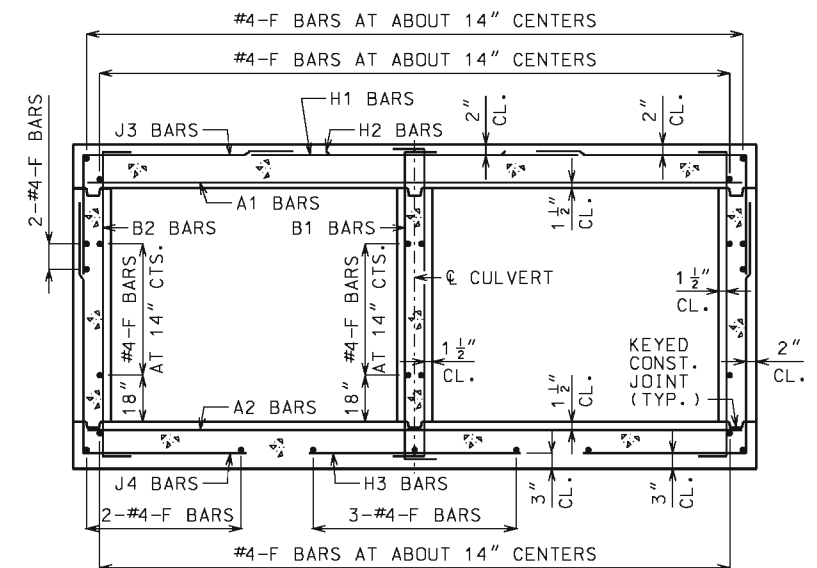 #4-F BARS AT ABOUT 14" CENTERS
#4-F BARS AT ABOUT 14" CENTERS
2-#4-F BARS
J3 BARS
H1 BARS
H2 BARS
2" CL.
2" CL.
A1 BARS
1 1/2" CL.
B2 BARS
B1 BARS
#4-F BARS AT 14" CTS.
#4-F BARS AT 14" CTS.
℄ CULVERT
1 1/2" CL.
1 1/2" CL.
KEYED
CONST.
JOINT
(TYP.)
2" CL.
18"
18"
1 1/2" CL.
A2 BARS
J4 BARS
H3 BARS
3" CL.
3" CL.
2-#4-F BARS
3-#4-F BARS
#4-F BARS AT ABOUT 14" CENTERS